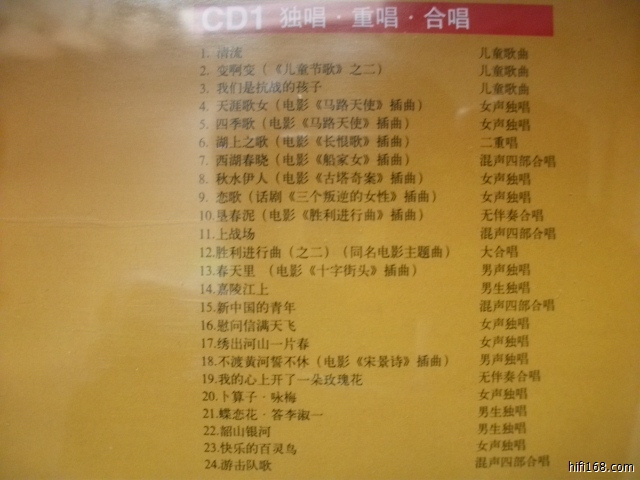 CD1 独唱·重唱·合唱
1. 清流 儿童歌曲
2. 变啊变（《儿童节歌》之二） 儿童歌曲
3. 我们是抗战的孩子 儿童歌曲
4. 天涯歌女（电影《马路天使》插曲） 女声独唱
5. 四季歌（电影《马路天使》插曲） 女声独唱
6. 湖上之歌（电影《长恨歌》插曲） 二重唱
7. 西湖春晓（电影《船家女》插曲） 混声四部合唱
8. 秋水伊人（电影《古塔奇案》插曲） 女声独唱
9. 恋歌（话剧《三个叛逆的女性》插曲） 女声独唱
10.垦春泥（电影《胜利进行曲》插曲） 无伴奏合唱
11.上战场 混声四部合唱
12.胜利进行曲（之二）（同名电影主题曲） 大合唱
13.春天里 （电影《十字街头》插曲） 男声独唱
14.嘉陵江上 男生独唱
15.新中国的青年 混声四部合唱
16.慰问信满天飞 女声独唱
17.绣出河山一片春 女声独唱
18.不渡黄河誓不休（电影《宋景诗》插曲） 男声独唱
19.我的心上开了一朵玫瑰花 无伴奏合唱
20.卜算子·咏梅 女声独唱
21.蝶恋花·答李淑一 男生独唱
22.韶山银河 男生独唱
23.快乐的百灵鸟 女声独唱
24.游击队歌 混声四部合唱
hifi168.com